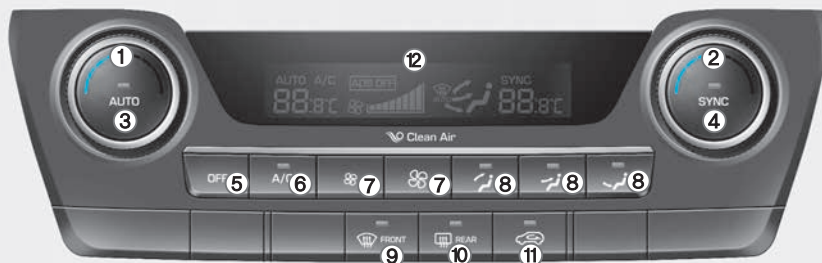 ① ⑫ ②
AUTO A/C ADS OFF SYNC
88.8°C 88.8°C
AUTO SYNC
③ ④
Clean Air
OFF ⑤ A/C ⑥ ⑦ ⑦ ⑧ ⑧ ⑧
FRONT REAR
⑨ ⑩ ⑪